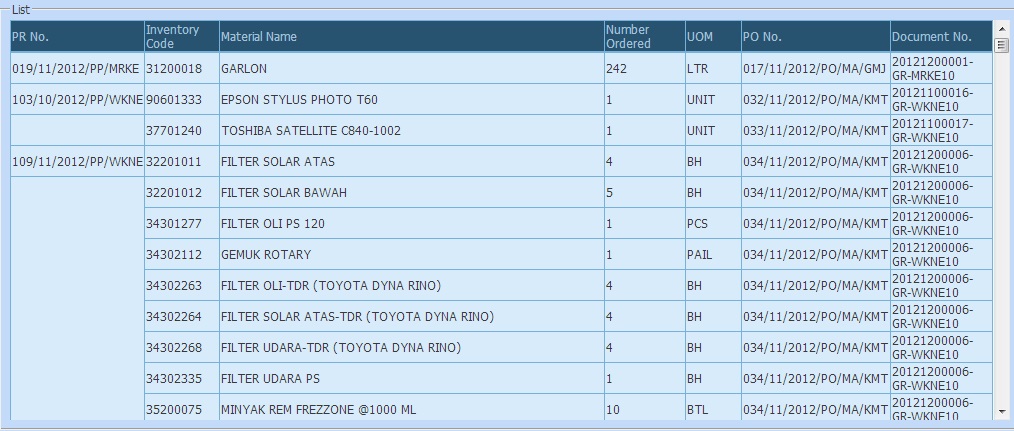 List
PR No. Inventory Code Material Name Number Ordered UOM PO No. Document No.
019/11/2012/PP/MRKE 31200018 GARLON 242 LTR 017/11/2012/PO/MA/GMJ 20121200001-GR-MRKE10
103/10/2012/PP/WKNE 90601333 EPSON STYLUS PHOTO T60 1 UNIT 032/11/2012/PO/MA/KMT 20121100016-GR-WKNE10
37701240 TOSHIBA SATELLITE C840-1002 1 UNIT 033/11/2012/PO/MA/KMT 20121100017-GR-WKNE10
109/11/2012/PP/WKNE 32201011 FILTER SOLAR ATAS 4 BH 034/11/2012/PO/MA/KMT 20121200006-GR-WKNE10
32201012 FILTER SOLAR BAWAH 5 BH 034/11/2012/PO/MA/KMT 20121200006-GR-WKNE10
34301277 FILTER OLI PS 120 1 PCS 034/11/2012/PO/MA/KMT 20121200006-GR-WKNE10
34302112 GEMUK ROTARY 1 PAIL 034/11/2012/PO/MA/KMT 20121200006-GR-WKNE10
34302263 FILTER OLI-TDR (TOYOTA DYNA RINO) 4 BH 034/11/2012/PO/MA/KMT 20121200006-GR-WKNE10
34302264 FILTER SOLAR ATAS-TDR (TOYOTA DYNA RINO) 4 BH 034/11/2012/PO/MA/KMT 20121200006-GR-WKNE10
34302268 FILTER UDARA-TDR (TOYOTA DYNA RINO) 4 BH 034/11/2012/PO/MA/KMT 20121200006-GR-WKNE10
34302335 FILTER UDARA PS 1 BH 034/11/2012/PO/MA/KMT 20121200006-GR-WKNE10
35200075 MINYAK REM FREZZONE @1000 ML 10 BTL 034/11/2012/PO/MA/KMT 20121200006-GR-WKNE10